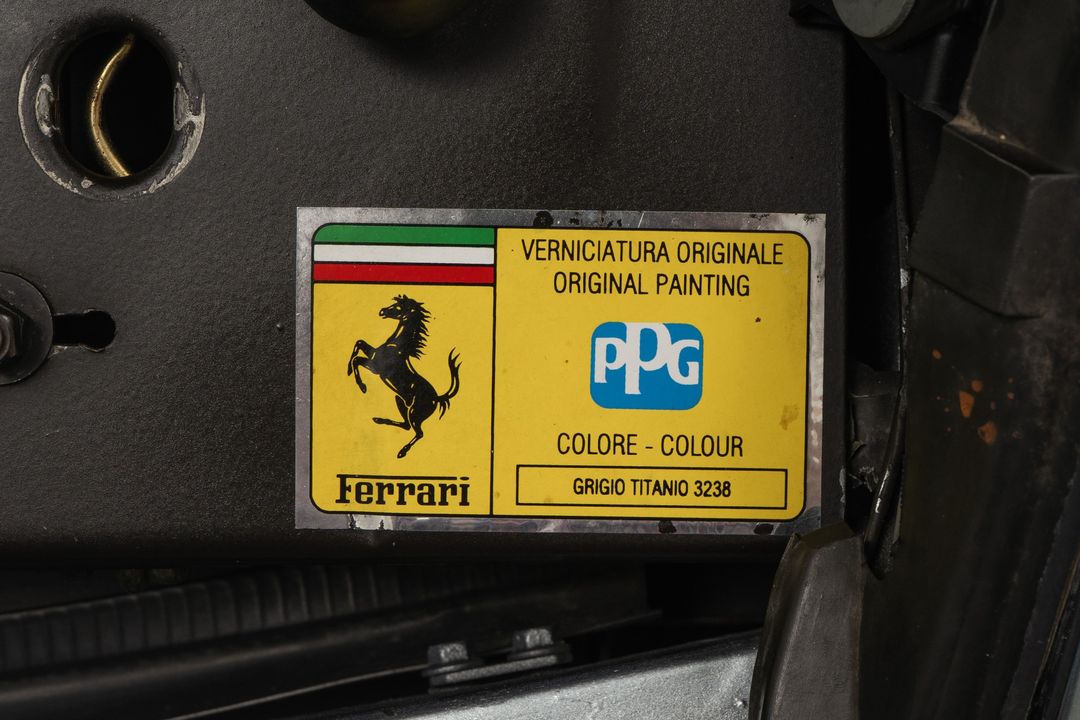 VERNICIATURA ORIGINALE
ORIGINAL PAINTING
PPG
COLORE - COLOUR
GRIGIO TITANIO 3238
Ferrari